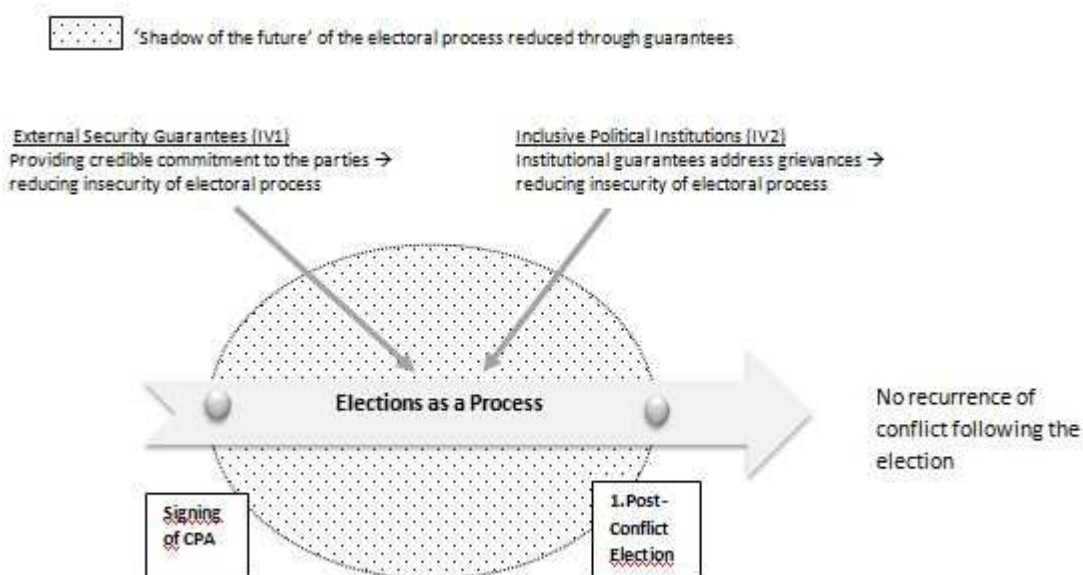 ‘Shadow of the future’ of the electoral process reduced through guarantees
External Security Guarantees (IV1)
Providing credible commitment to the parties →
reducing insecurity of electoral process
Inclusive Political Institutions (IV2)
Institutional guarantees address grievances →
reducing insecurity of electoral process
Elections as a Process
No recurrence of
conflict following the
election
Signing
of CPA
1.Post-
Conflict
Election